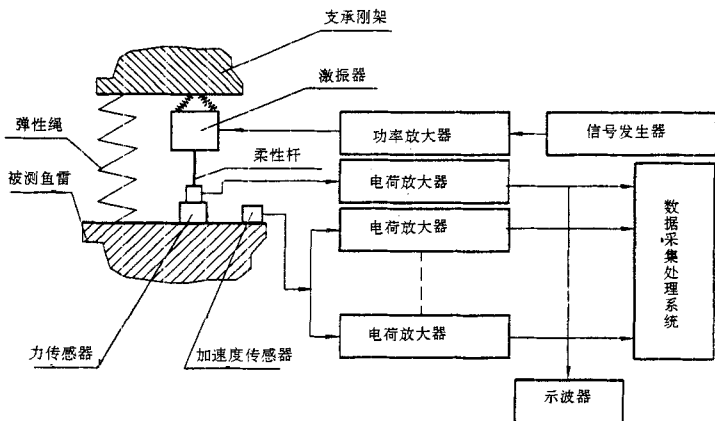 支承刚架
激振器
弹性绳
功率放大器
信号发生器
柔性杆
被测鱼雷
电荷放大器
电荷放大器
数据采集处理系统
电荷放大器
力传感器
加速度传感器
示波器